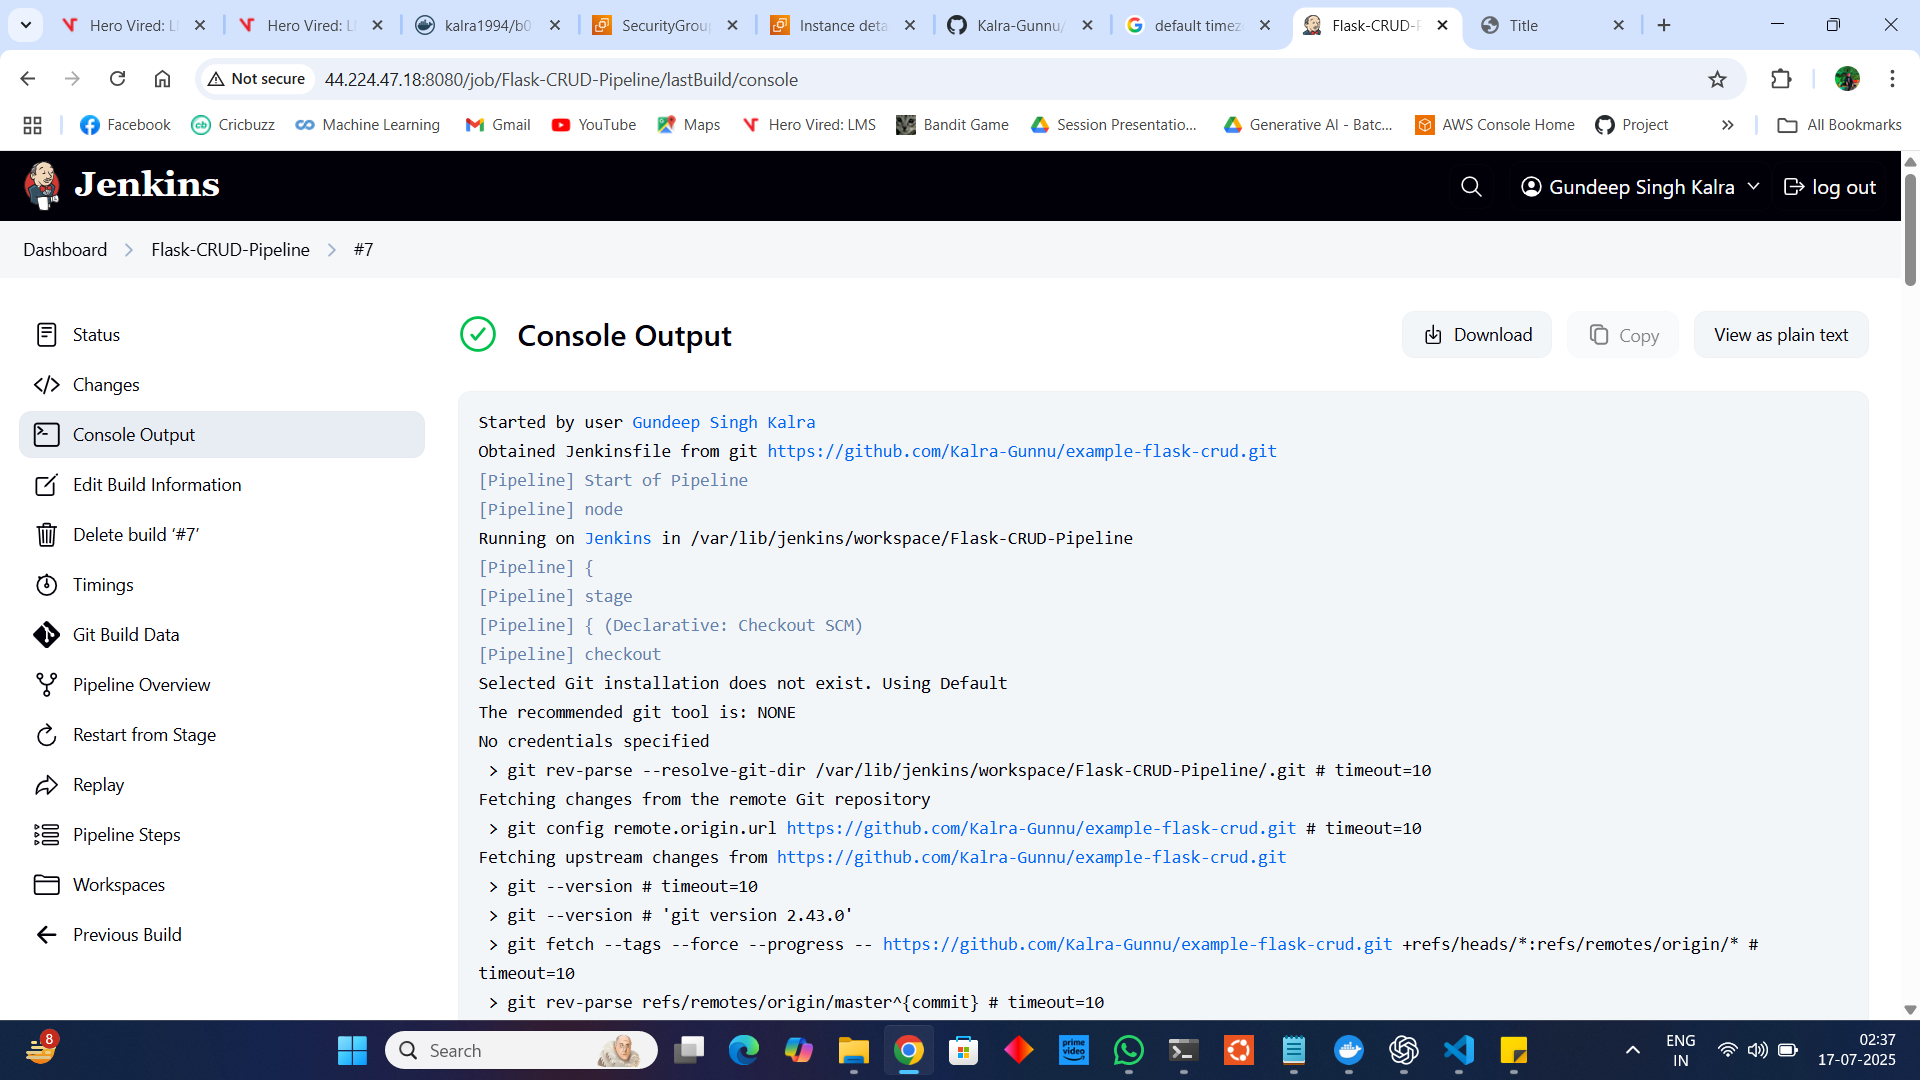 Hero Vired: L
Hero Vired: L
kalra1994/b0
SecurityGrou
Instance deta
Kalra-Gunnu/
default timez
Flask-CRUD-P
Title
Not secure
44.224.47.18:8080/job/Flask-CRUD-Pipeline/lastBuild/console
Facebook
Cricbuzz
Machine Learning
Gmail
YouTube
Maps
Hero Vired: LMS
Bandit Game
Session Presentatio...
Generative AI - Batc...
AWS Console Home
Project
All Bookmarks
Jenkins
Gundeep Singh Kalra
log out
Dashboard
Flask-CRUD-Pipeline
#7
Status
Changes
Console Output
Edit Build Information
Delete build ‘#7’
Timings
Git Build Data
Pipeline Overview
Restart from Stage
Replay
Pipeline Steps
Workspaces
Previous Build
Console Output
Download
Copy
View as plain text
Started by user Gundeep Singh Kalra
Obtained Jenkinsfile from git https://github.com/Kalra-Gunnu/example-flask-crud.git
[Pipeline] Start of Pipeline
[Pipeline] node
Running on Jenkins in /var/lib/jenkins/workspace/Flask-CRUD-Pipeline
[Pipeline] {
[Pipeline] stage
[Pipeline] { (Declarative: Checkout SCM)
[Pipeline] checkout
Selected Git installation does not exist. Using Default
The recommended git tool is: NONE
No credentials specified
> git rev-parse --resolve-git-dir /var/lib/jenkins/workspace/Flask-CRUD-Pipeline/.git # timeout=10
Fetching changes from the remote Git repository
> git config remote.origin.url https://github.com/Kalra-Gunnu/example-flask-crud.git # timeout=10
Fetching upstream changes from https://github.com/Kalra-Gunnu/example-flask-crud.git
> git --version # timeout=10
> git --version # 'git version 2.43.0'
> git fetch --tags --force --progress -- https://github.com/Kalra-Gunnu/example-flask-crud.git +refs/heads/*:refs/remotes/origin/* #
timeout=10
> git rev-parse refs/remotes/origin/master^{commit} # timeout=10
8
Search
prime video
ENG
IN
02:37
17-07-2025